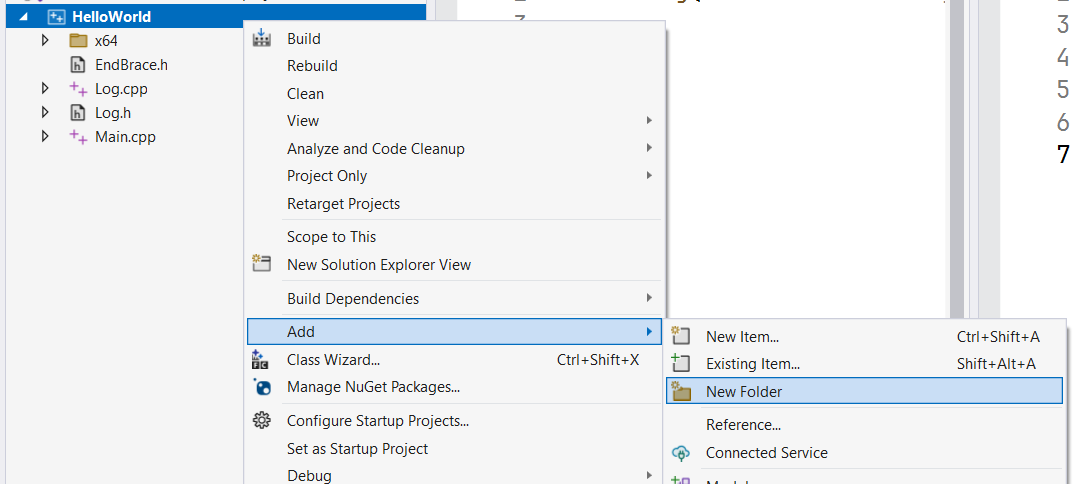 HelloWorld
x64
EndBrace.h
Log.cpp
Log.h
Main.cpp
Build
Rebuild
Clean
View
Analyze and Code Cleanup
Project Only
Retarget Projects
Scope to This
New Solution Explorer View
Build Dependencies
Add
Class Wizard... Ctrl+Shift+X
Manage NuGet Packages...
Configure Startup Projects...
Set as Startup Project
Debug
New Item... Ctrl+Shift+A
Existing Item... Shift+Alt+A
New Folder
Reference...
Connected Service
3
4
5
6
7